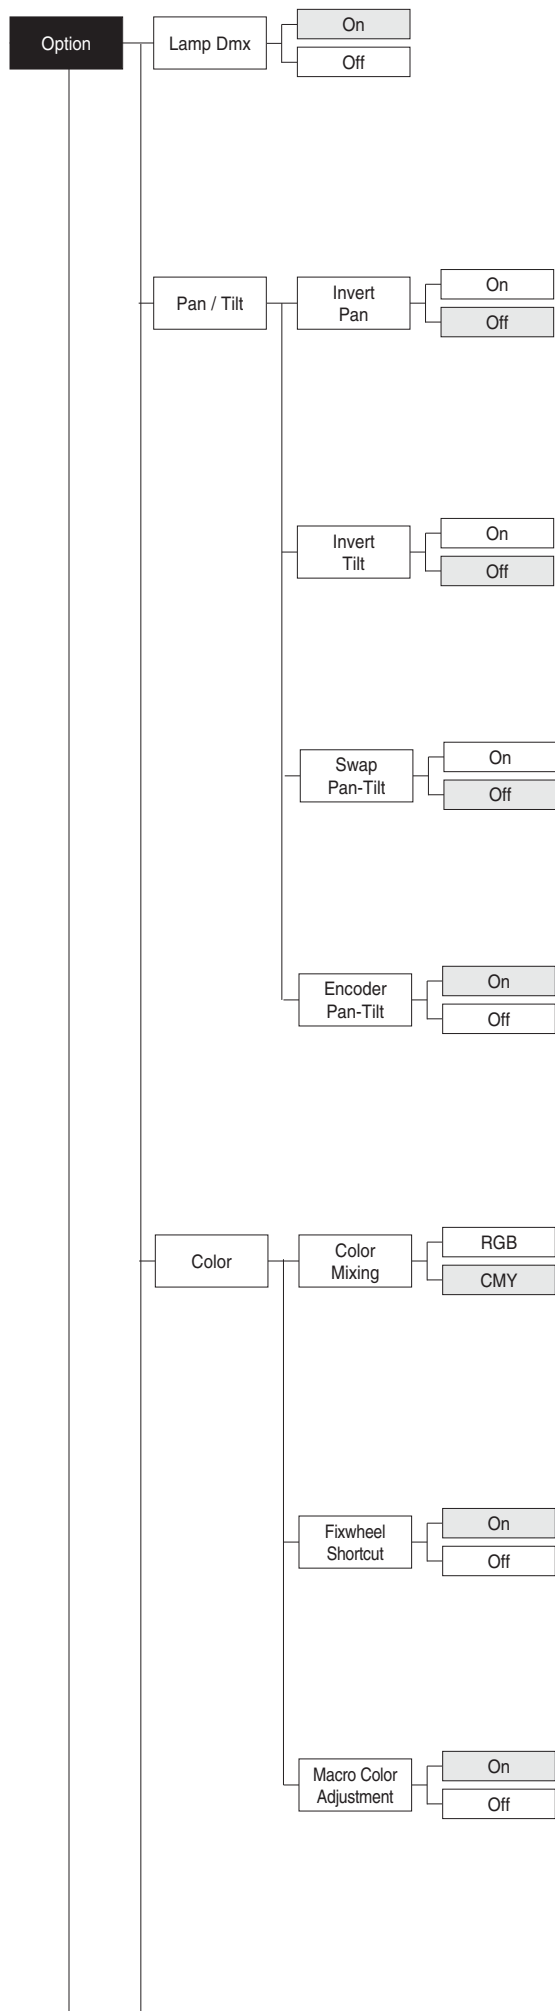 Option
Lamp Dmx
On
Off
Pan / Tilt
Invert
Pan
On
Off
Invert
Tilt
On
Off
Swap
Pan-Tilt
On
Off
Encoder
Pan-Tilt
On
Off
Color
Color
Mixing
RGB
CMY
Fixwheel
Shortcut
On
Off
Macro Color
Adjustment
On
Off